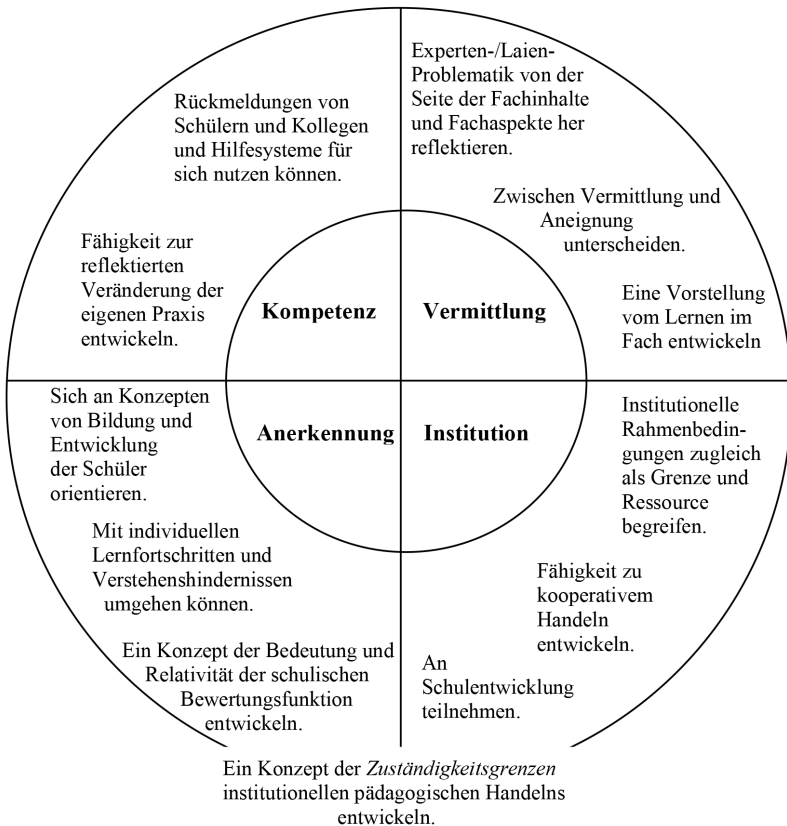 Experten-/Laien-
Problematik von der
Seite der Fachinhalte
und Fachaspekte her
reflektieren.
Rückmeldungen von
Schülern und Kollegen
und Hilfesysteme für
sich nutzen können.
Zwischen Vermittlung und
Aneignung
unterscheiden.
Fähigkeit zur
reflektierten
Veränderung der
eigenen Praxis
entwickeln.
Kompetenz
Vermittlung
Eine Vorstellung
vom Lernen im
Fach entwickeln
Sich an Konzepten
von Bildung und
Entwicklung
der Schüler
orientieren.
Anerkennung
Institution
Institutionelle
Rahmenbedin-
gungen zugleich
als Grenze und
Ressource
begreifen.
Mit individuellen
Lernfortschritten und
Verstehenshindernissen
umgehen können.
Fähigkeit zu
kooperativem
Handeln
entwickeln.
Ein Konzept der Bedeutung und
Relativität der schulischen
Bewertungsfunktion
entwickeln.
An
Schulentwicklung
teilnehmen.
Ein Konzept der Zuständigkeitsgrenzen
institutionellen pädagogischen Handelns
entwickeln.